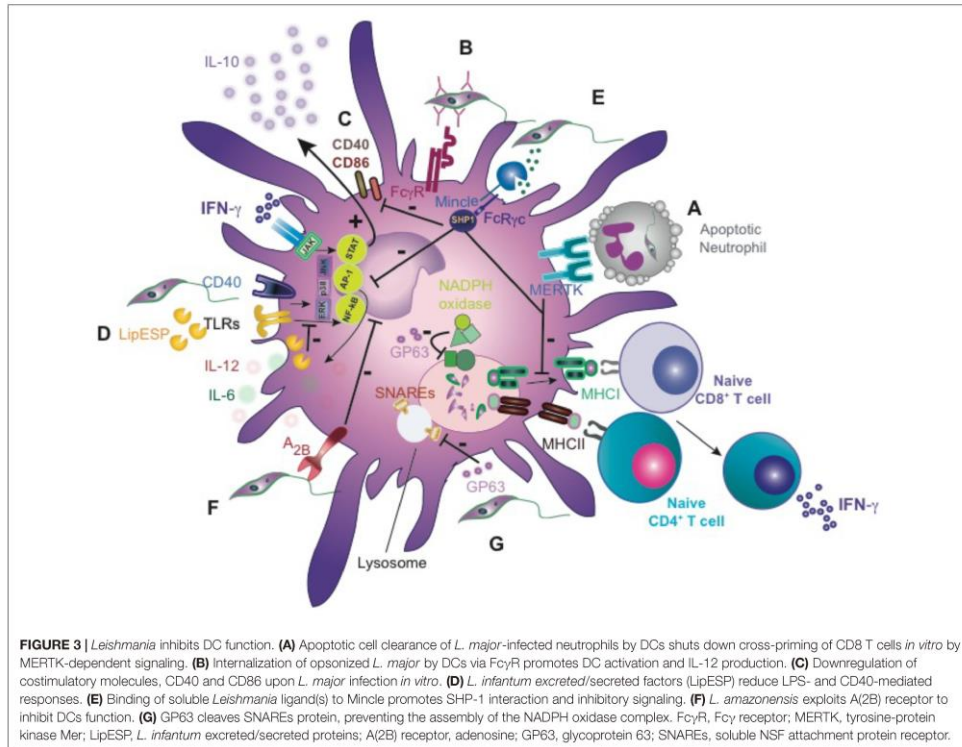 IL-10
B
E
C
CD40
CD86
FcγR
Mincle
SHP1
FcRγc
A
Apoptotic
Neutrophil
IFN-γ
JAK
+
STAT
JNK
AP-1
p38
ERK
NF-kB
-
-
NADPH
oxidase
MERTK
CD40
D
LipESP
TLRs
-
GP63
-
-
IL-12
IL-6
-
SNAREs
MHCI
Naive
CD8⁺ T cell
MHCII
A2B
-
GP63
F
G
Naive
CD4⁺ T cell
IFN-γ
Lysosome
FIGURE 3 | Leishmania inhibits DC function. (A) Apoptotic cell clearance of L. major-infected neutrophils by DCs shuts down cross-priming of CD8 T cells in vitro by
MERTK-dependent signaling. (B) Internalization of opsonized L. major by DCs via FcγR promotes DC activation and IL-12 production. (C) Downregulation of
costimulatory molecules, CD40 and CD86 upon L. major infection in vitro. (D) L. infantum excreted/secreted factors (LipESP) reduce LPS- and CD40-mediated
responses. (E) Binding of soluble Leishmania ligand(s) to Mincle promotes SHP-1 interaction and inhibitory signaling. (F) L. amazonensis exploits A(2B) receptor to
inhibit DCs function. (G) GP63 cleaves SNAREs protein, preventing the assembly of the NADPH oxidase complex. FcγR, Fcγ receptor; MERTK, tyrosine-protein
kinase Mer; LipESP, L. infantum excreted/secreted proteins; A(2B) receptor, adenosine; GP63, glycoprotein 63; SNAREs, soluble NSF attachment protein receptor.